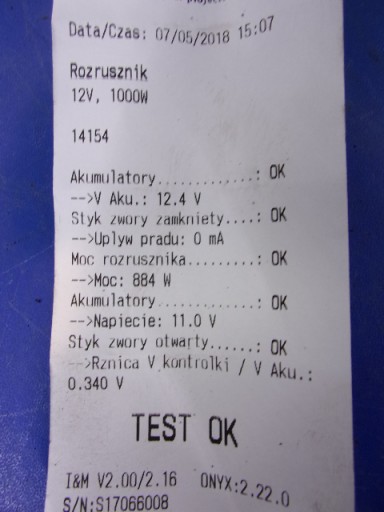 Data/Czas: 07/05/2018 15:07
Rozrusznik
12V, 1000W
14154
Akumulatory.............: OK
-->V Aku.: 12.4 V
Styk zwory zamkniety....: OK
-->Uplyw pradu: 0 mA
Moc rozrusznika.........: OK
-->Moc: 884 W
Akumulatory.............: OK
-->Napiecie: 11.0 V
Styk zwory otwarty......: OK
-->Rznica V kontrolki / V Aku.:
0.340 V
TEST OK
I&M V2.00/2.16 ONYX:2.22.0
S/N:S17066008